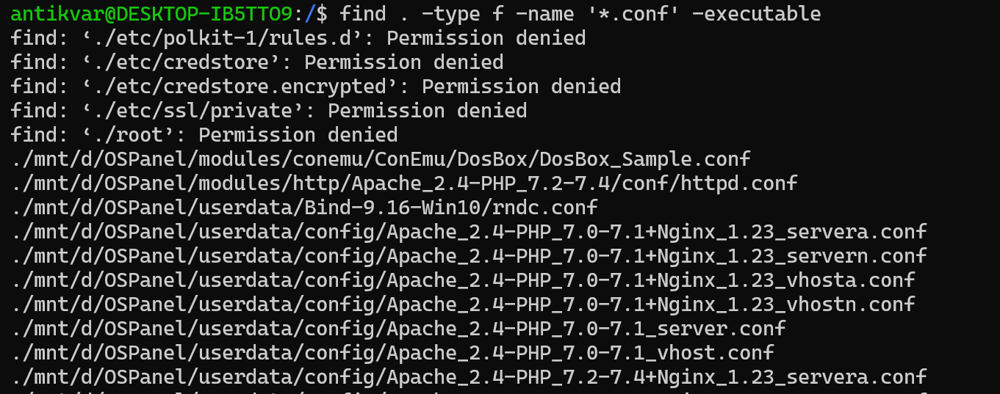 antikvar@DESKTOP-IB5TTO9:/$ find . -type f -name '*.conf' -executable
find: ‘./etc/polkit-1/rules.d’: Permission denied
find: ‘./etc/credstore’: Permission denied
find: ‘./etc/credstore.encrypted’: Permission denied
find: ‘./etc/ssl/private’: Permission denied
find: ‘./root’: Permission denied
./mnt/d/OSPanel/modules/conemu/ConEmu/DosBox/DosBox_Sample.conf
./mnt/d/OSPanel/modules/http/Apache_2.4-PHP_7.2-7.4/conf/httpd.conf
./mnt/d/OSPanel/userdata/Bind-9.16-Win10/rndc.conf
./mnt/d/OSPanel/userdata/config/Apache_2.4-PHP_7.0-7.1+Nginx_1.23_servera.conf
./mnt/d/OSPanel/userdata/config/Apache_2.4-PHP_7.0-7.1+Nginx_1.23_servern.conf
./mnt/d/OSPanel/userdata/config/Apache_2.4-PHP_7.0-7.1+Nginx_1.23_vhosta.conf
./mnt/d/OSPanel/userdata/config/Apache_2.4-PHP_7.0-7.1+Nginx_1.23_vhostn.conf
./mnt/d/OSPanel/userdata/config/Apache_2.4-PHP_7.0-7.1_server.conf
./mnt/d/OSPanel/userdata/config/Apache_2.4-PHP_7.0-7.1_vhost.conf
./mnt/d/OSPanel/userdata/config/Apache_2.4-PHP_7.2-7.4+Nginx_1.23_servera.conf